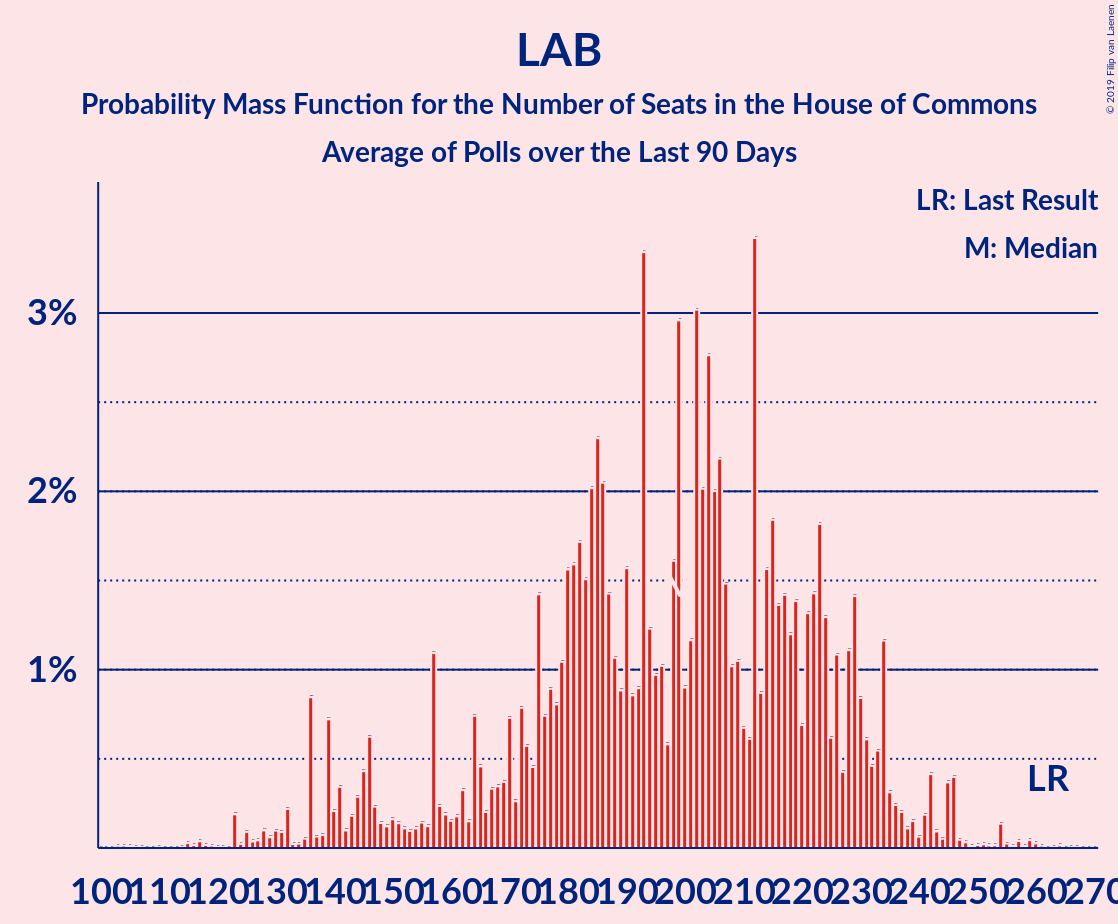 LAB
Probability Mass Function for the Number of Seats in the House of Commons
Average of Polls over the Last 90 Days
© 2019 Filip van Laenen
LR: Last Result
M: Median
3%
2%
1%
LR
100 110 120 130 140 150 160 170 180 190 200 210 220 230 240 250 260 270